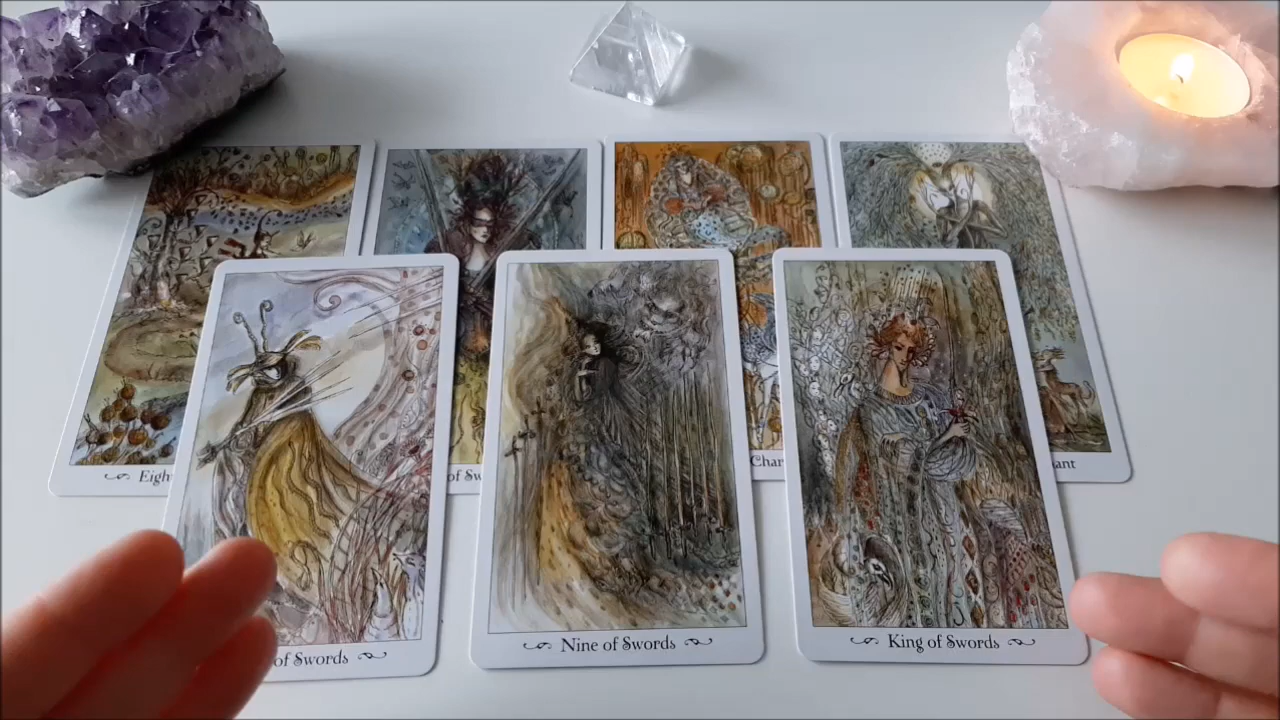 Eigh
of Sw
Char
ant
of Swords
Nine of Swords
King of Swords